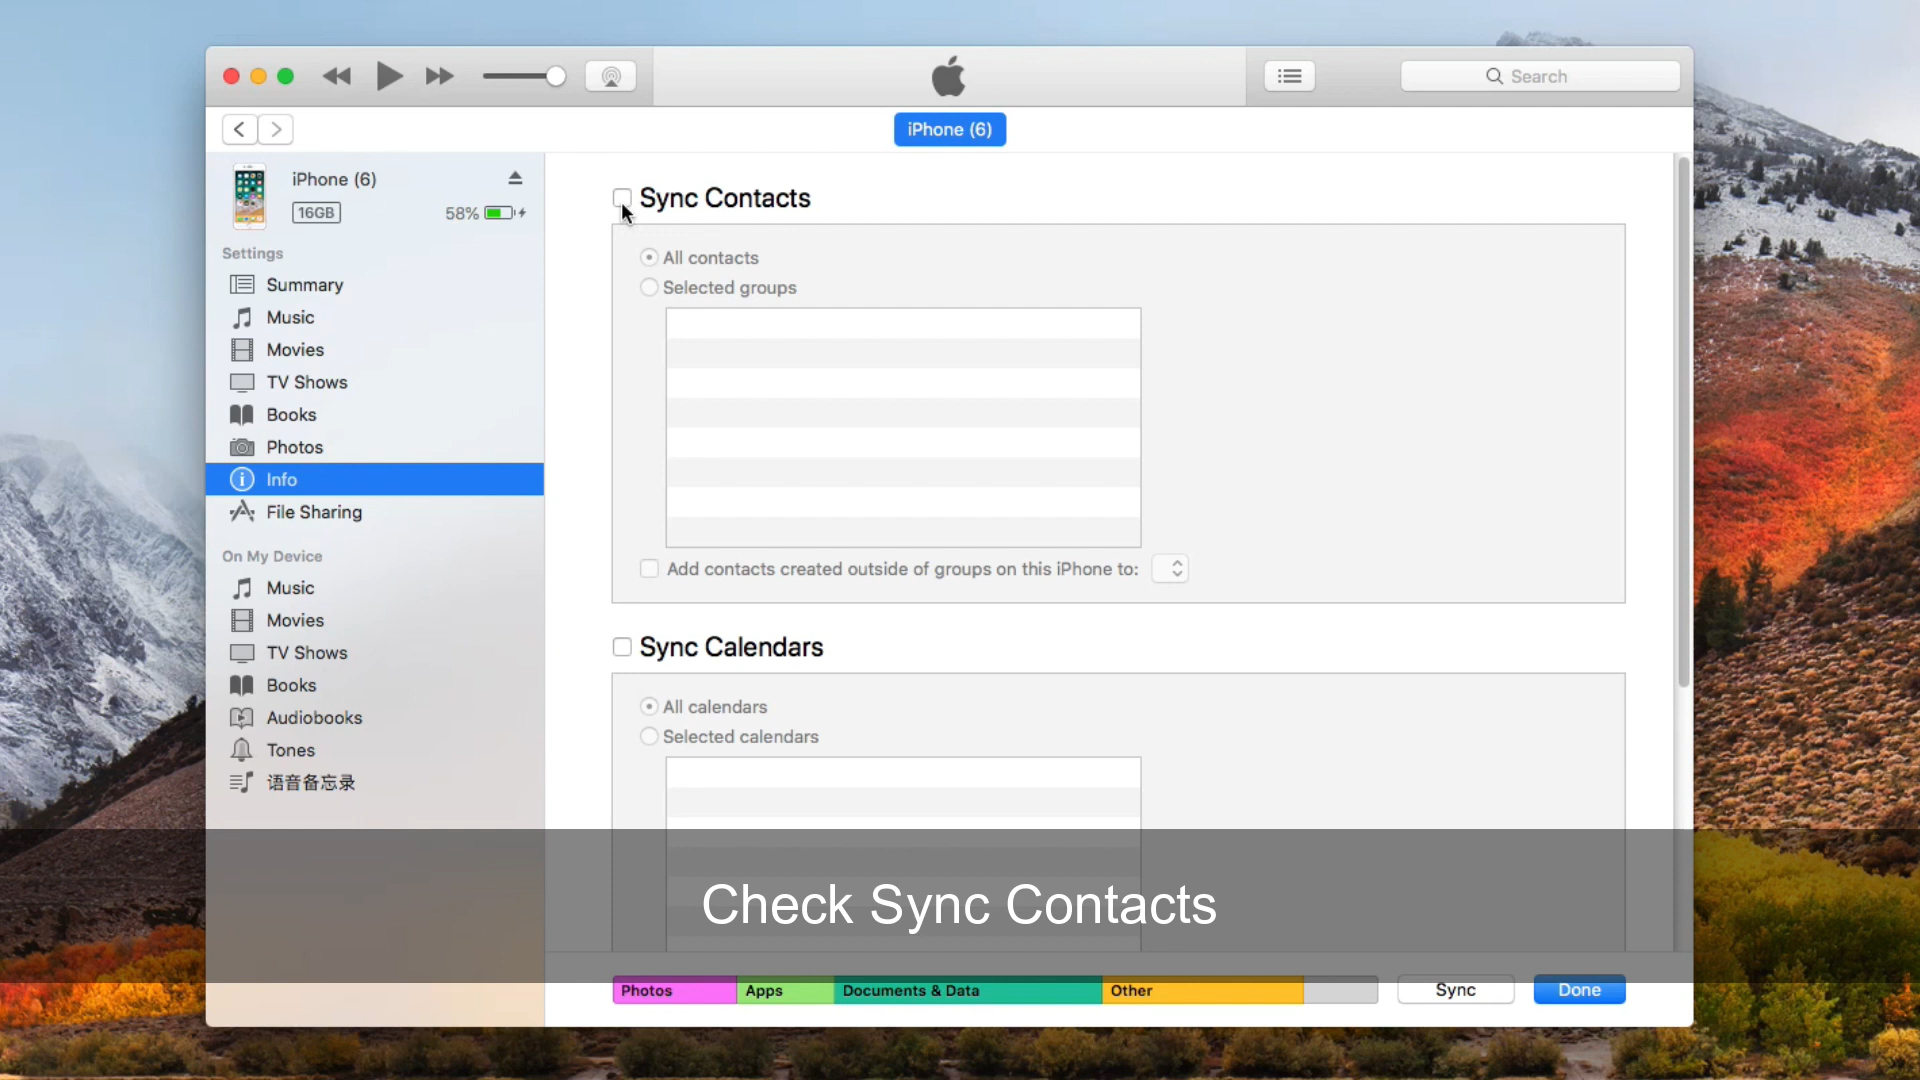 Search
iPhone (6)
iPhone (6)
16GB
58%
Settings
Summary
Music
Movies
TV Shows
Books
Photos
Info
File Sharing
On My Device
Music
Movies
TV Shows
Books
Audiobooks
Tones
语音备忘录
Sync Contacts
All contacts
Selected groups
Add contacts created outside of groups on this iPhone to:
Sync Calendars
All calendars
Selected calendars
Check Sync Contacts
Photos
Apps
Documents & Data
Other
Sync
Done